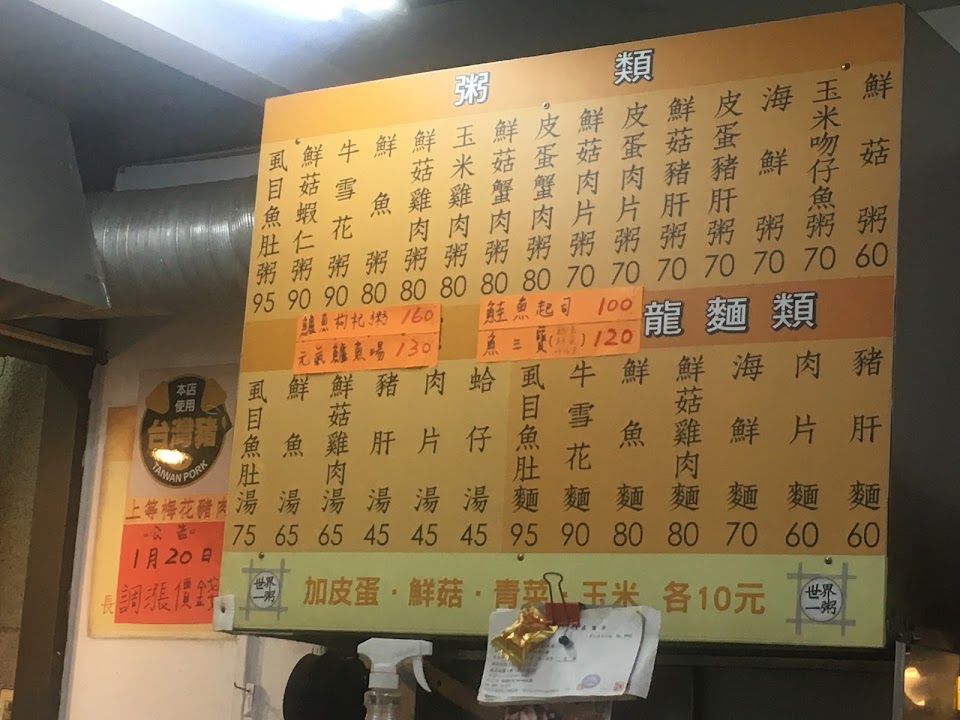 粥類
鮮菇粥 60
玉米吻仔魚粥 70
海鮮粥 70
皮蛋豬肝粥 70
鮮菇豬肝粥 70
皮蛋肉片粥 70
鮮菇肉片粥 70
皮蛋蟹肉粥 80
鮮菇蟹肉粥 80
玉米雞肉粥 80
鮮菇雞肉粥 80
鮮魚粥 80
牛雪花粥 90
鮮菇蝦仁粥 90
虱目魚肚粥 95
鱸魚枸杞粥 160
元氣鱸魚湯 130
鮭魚起司 100
魚三寶 120
龍麵類
豬肝麵 60
肉片麵 60
海鮮麵 70
鮮菇雞肉麵 80
鮮魚麵 80
牛雪花麵 90
虱目魚肚麵 95
蛤仔湯 45
肉片湯 45
豬肝湯 45
鮮菇雞肉湯 65
鮮魚湯 65
虱目魚肚湯 75
世界一粥
加皮蛋·鮮菇·青菜·玉米 各10元
世界一粥
本店
使用
台灣豬
TAIWAN PORK
上等梅花豬肉
公告
1月20日
調漲價錢